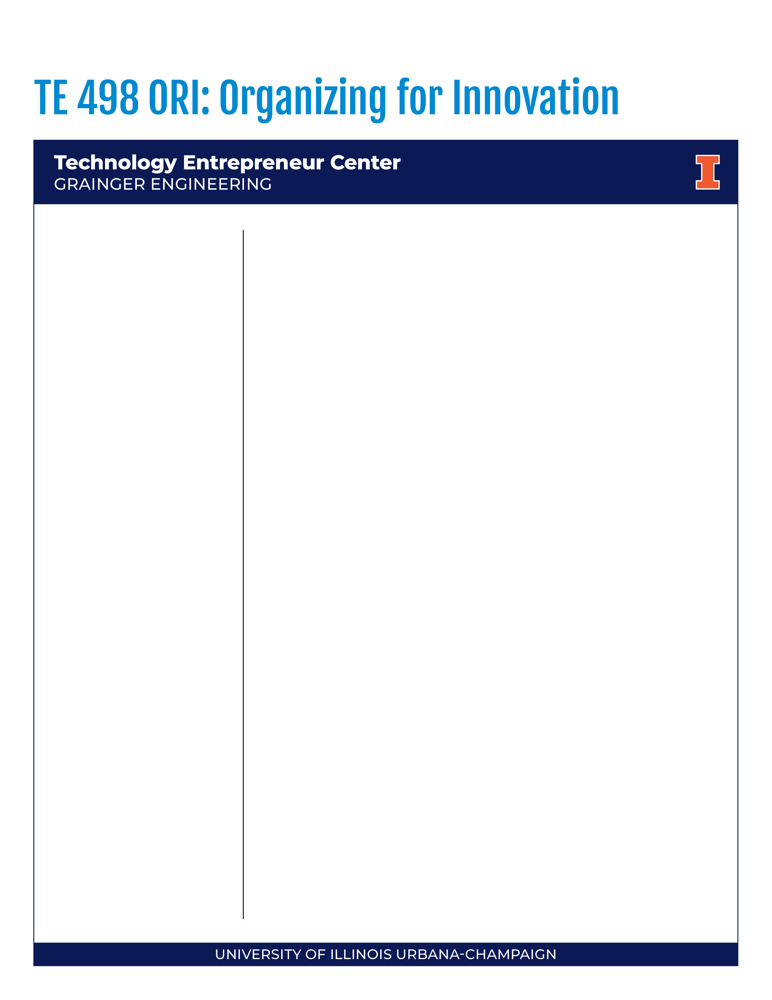 TE 498 ORI: Organizing for Innovation
Technology Entrepreneur Center
GRAINGER ENGINEERING
I
UNIVERSITY OF ILLINOIS URBANA-CHAMPAIGN